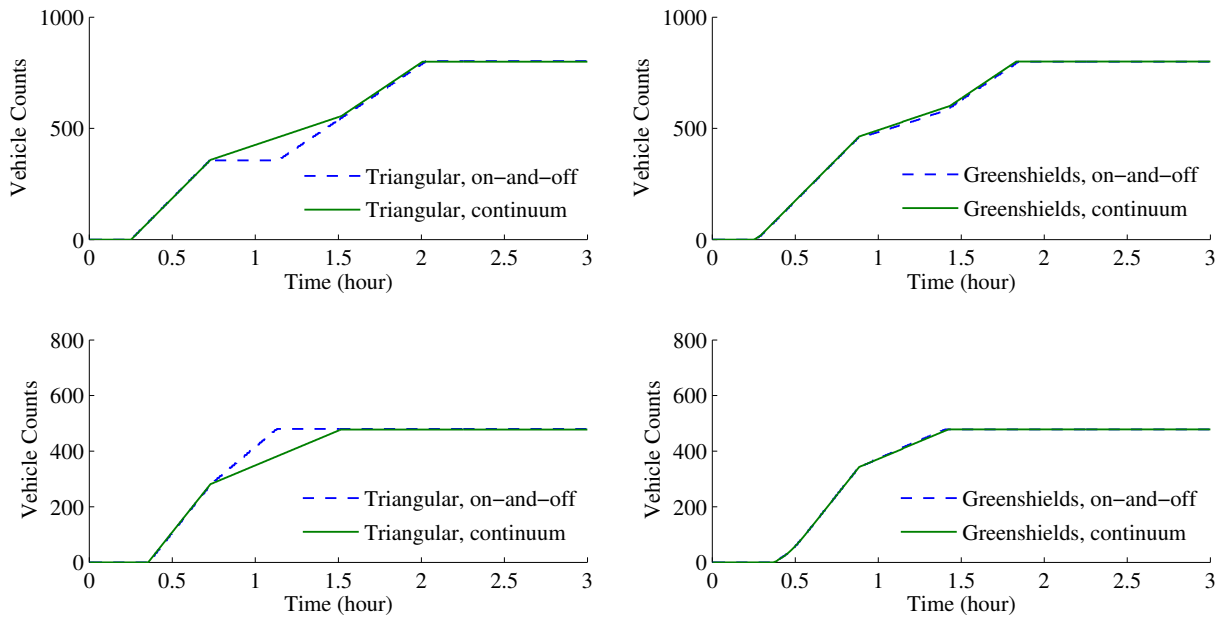 1000
500
0
Vehicle Counts
0 0.5 1 1.5 2 2.5 3
Time (hour)
Triangular, on−and−off
Triangular, continuum
1000
500
0
Vehicle Counts
0 0.5 1 1.5 2 2.5 3
Time (hour)
Greenshields, on−and−off
Greenshields, continuum
800
600
400
200
0
Vehicle Counts
0 0.5 1 1.5 2 2.5 3
Time (hour)
Triangular, on−and−off
Triangular, continuum
800
600
400
200
0
Vehicle Counts
0 0.5 1 1.5 2 2.5 3
Time (hour)
Greenshields, on−and−off
Greenshields, continuum